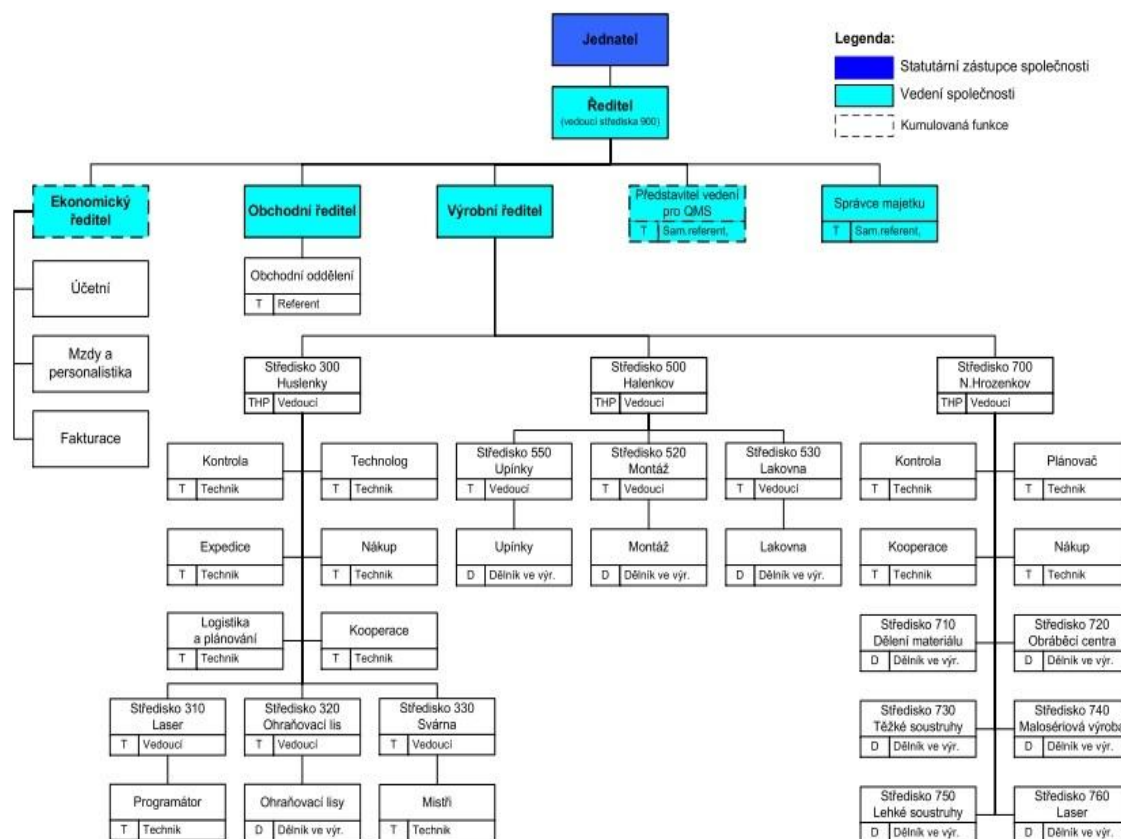 Jednatel
Legenda:
Statutární zástupce společnosti
Vedení společnosti
Kumulovaná funkce
Ředitel
(vedoucí střediska 900)
Ekonomický
ředitel
Obchodní ředitel
Výrobní ředitel
Představitel vedení
pro QMS
T Sam.referent,
Správce majetku
T Sam.referent,
Účetní
Mzdy a
personalistika
Fakturace
Obchodní oddělení
T Referent
Středisko 300
Huslenky
THP Vedoucí
Středisko 500
Halenkov
THP Vedoucí
Středisko 700
N.Hrozenkov
THP Vedoucí
Kontrola
T Technik
Technolog
T Technik
Expedice
T Technik
Nákup
T Technik
Logistika
a plánování
T Technik
Kooperace
T Technik
Středisko 310
Laser
T Vedoucí
Středisko 320
Ohraňovací lis
T Vedoucí
Středisko 330
Svárna
T Vedoucí
Programátor
T Technik
Ohraňovací lisy
D Dělník ve výr.
Mistři
T Technik
Středisko 550
Upínky
T Vedoucí
Středisko 520
Montáž
T Vedoucí
Středisko 530
Lakovna
T Vedoucí
Upínky
D Dělník ve výr.
Montáž
D Dělník ve výr.
Lakovna
D Dělník ve výr.
Kontrola
T Technik
Plánovač
T Technik
Kooperace
T Technik
Nákup
T Technik
Středisko 710
Dělení materiálu
D Dělník ve výr.
Středisko 720
Obráběcí centra
D Dělník ve výr.
Středisko 730
Těžké soustruhy
D Dělník ve výr.
Středisko 740
Malosériová výroba
D Dělník ve výr.
Středisko 750
Lehké soustruhy
D Dělník ve výr.
Středisko 760
Laser
D Dělník ve výr.